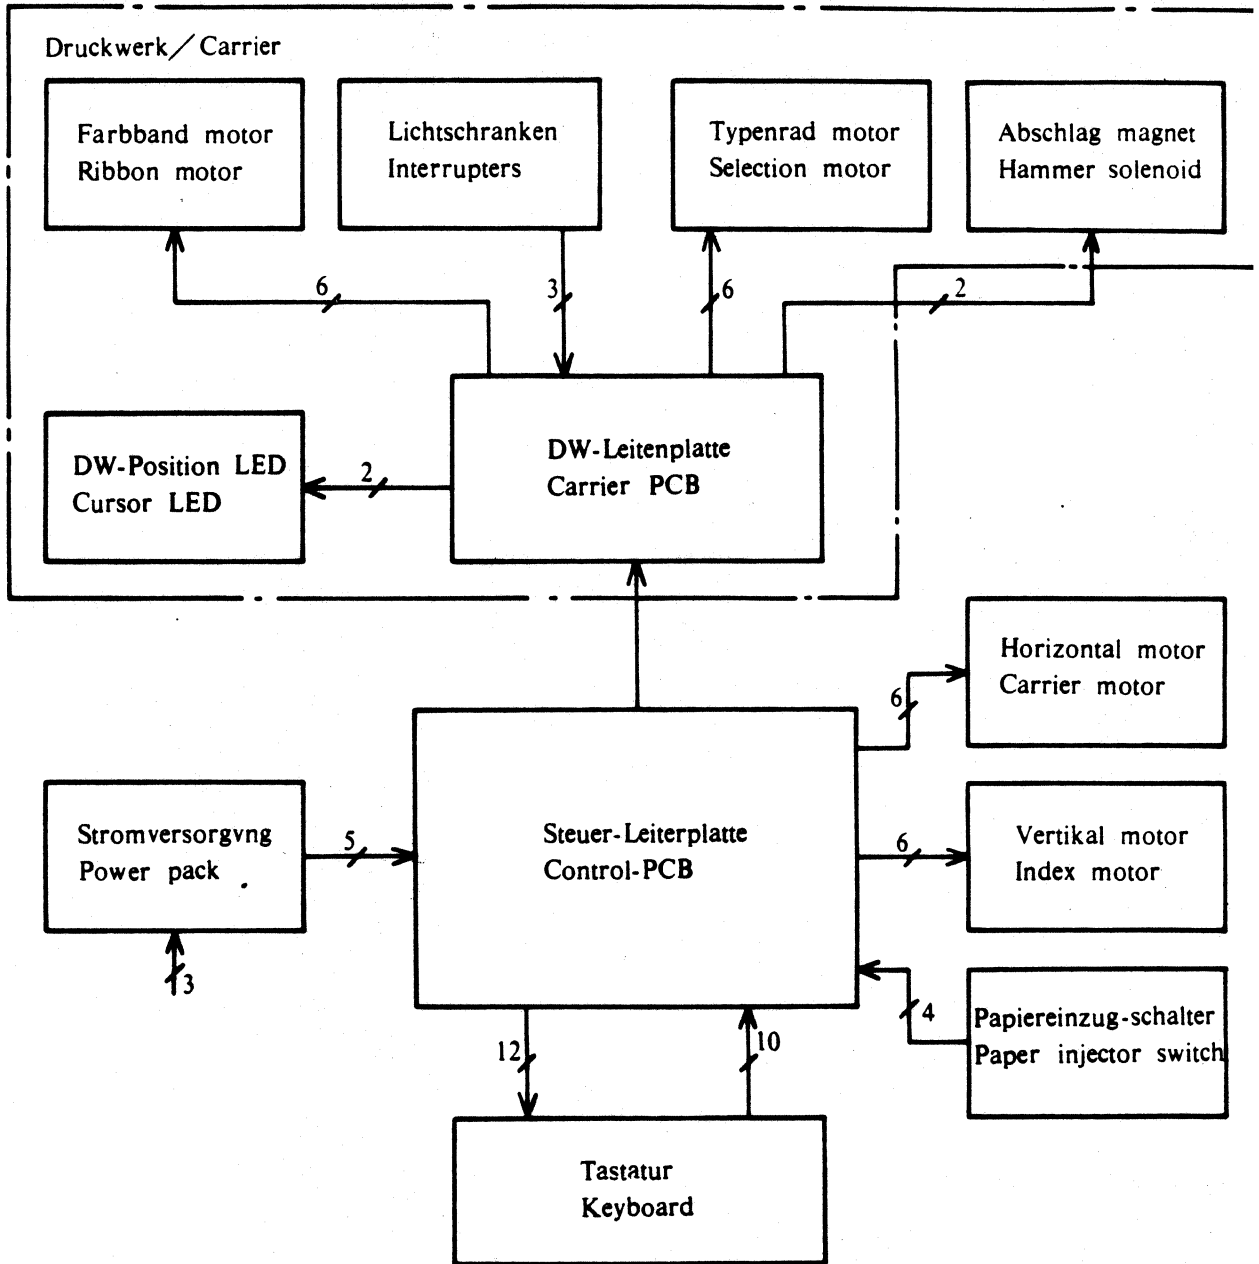 Druckwerk/Carrier
Farbband motor
Ribbon motor
Lichtschranken
Interrupters
Typenrad motor
Selection motor
Abschlag magnet
Hammer solenoid
6
3
6
2
DW-Position LED
Cursor LED
2
DW-Leitenplatte
Carrier PCB
Horizontal motor
Carrier motor
6
Stromversorgvng
Power pack
5
Steuer-Leiterplatte
Control-PCB
6
Vertikal motor
Index motor
3
4
Papiereinzug-schalter
Paper injector switch
12
10
Tastatur
Keyboard